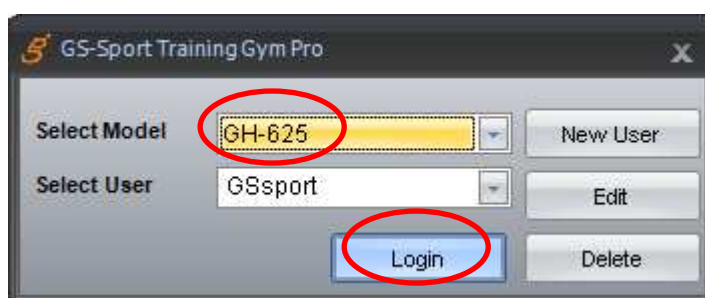 GS-Sport Training Gym Pro x
Select Model GH-625 New User
Select User GSsport Edit
Login Delete